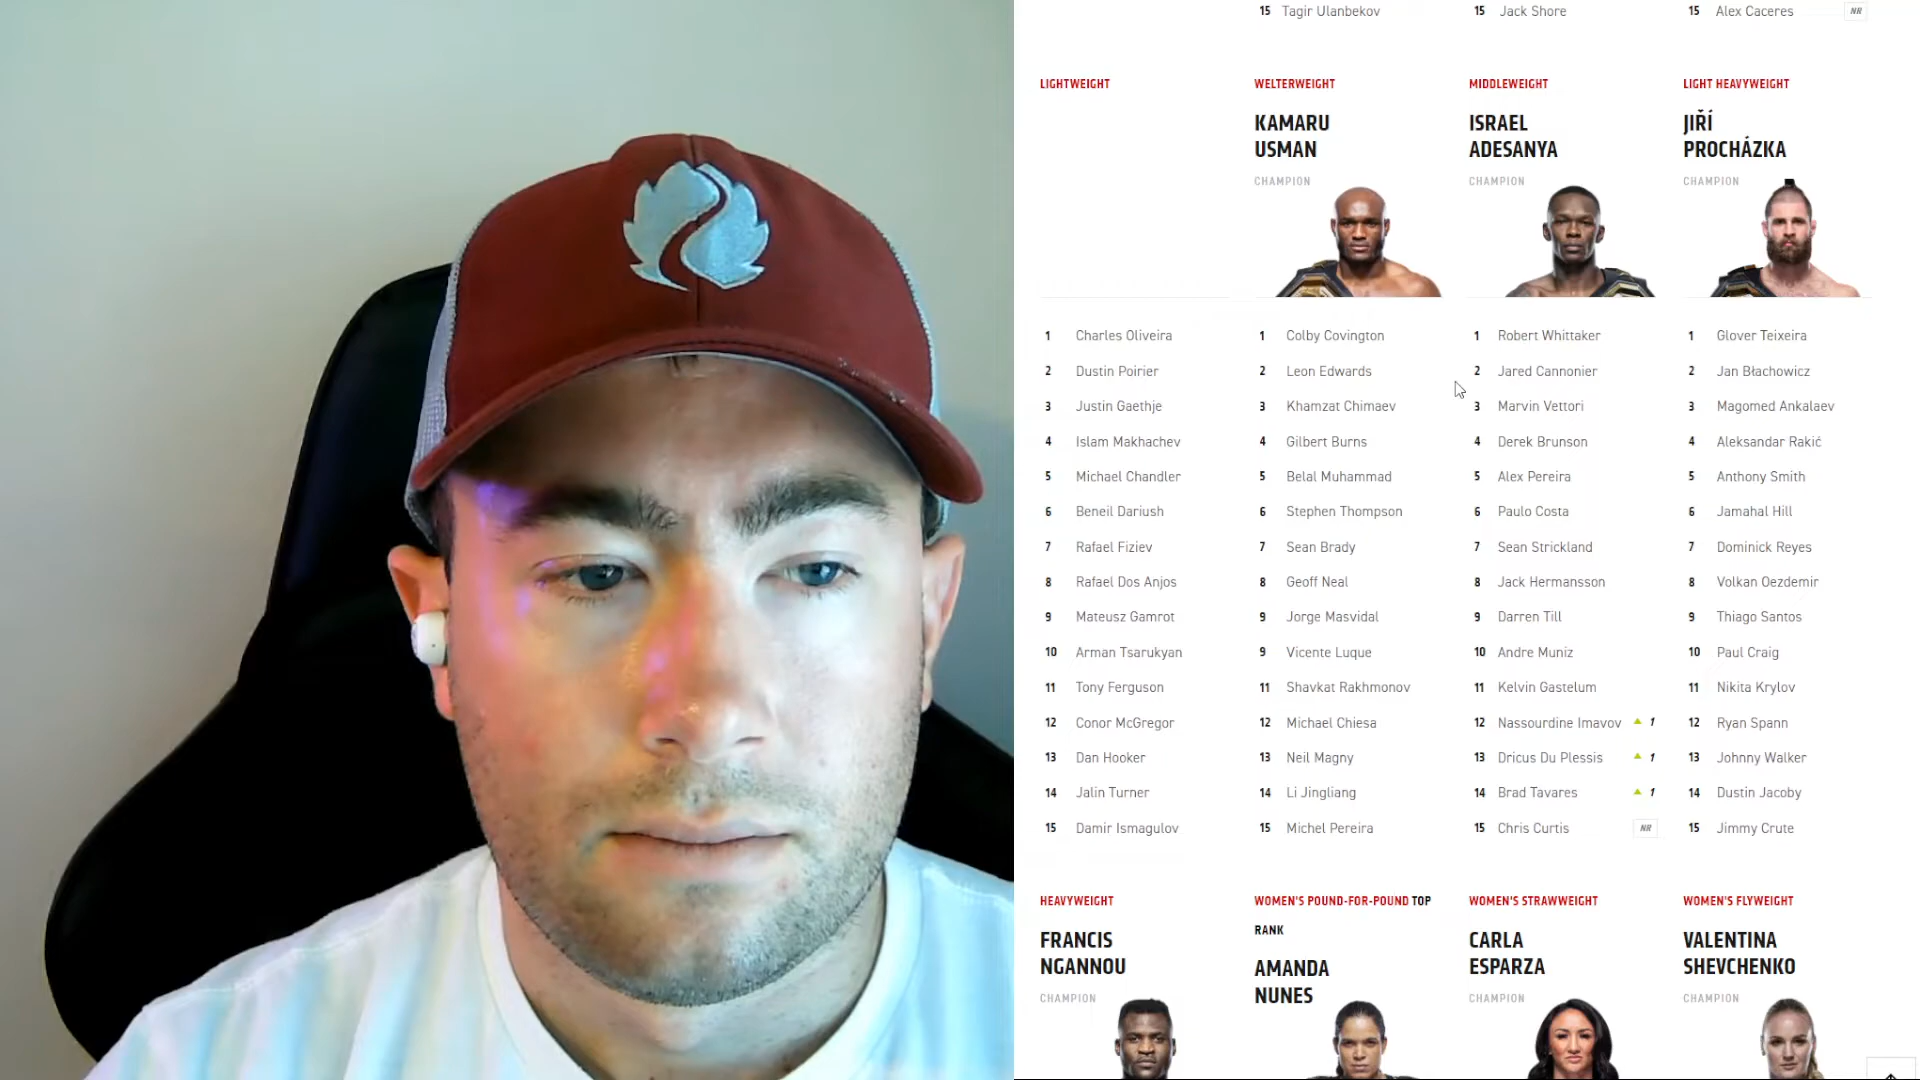 15 Tagir Ulanbekov
15 Jack Shore
15 Alex Caceres NR
LIGHTWEIGHT
1 Charles Oliveira
2 Dustin Poirier
3 Justin Gaethje
4 Islam Makhachev
5 Michael Chandler
6 Beneil Dariush
7 Rafael Fiziev
8 Rafael Dos Anjos
9 Mateusz Gamrot
10 Arman Tsarukyan
11 Tony Ferguson
12 Conor McGregor
13 Dan Hooker
14 Jalin Turner
15 Damir Ismagulov
WELTERWEIGHT
KAMARU
USMAN
CHAMPION
1 Colby Covington
2 Leon Edwards
3 Khamzat Chimaev
4 Gilbert Burns
5 Belal Muhammad
6 Stephen Thompson
7 Sean Brady
8 Geoff Neal
9 Jorge Masvidal
9 Vicente Luque
11 Shavkat Rakhmonov
12 Michael Chiesa
13 Neil Magny
14 Li Jingliang
15 Michel Pereira
MIDDLEWEIGHT
ISRAEL
ADESANYA
CHAMPION
1 Robert Whittaker
2 Jared Cannonier
3 Marvin Vettori
4 Derek Brunson
5 Alex Pereira
6 Paulo Costa
7 Sean Strickland
8 Jack Hermansson
9 Darren Till
10 Andre Muniz
11 Kelvin Gastelum
12 Nassourdine Imavov 1
13 Dricus Du Plessis 1
14 Brad Tavares 1
15 Chris Curtis NR
LIGHT HEAVYWEIGHT
JIŘÍ
PROCHÁZKA
CHAMPION
1 Glover Teixeira
2 Jan Błachowicz
3 Magomed Ankalaev
4 Aleksandar Rakić
5 Anthony Smith
6 Jamahal Hill
7 Dominick Reyes
8 Volkan Oezdemir
9 Thiago Santos
10 Paul Craig
11 Nikita Krylov
12 Ryan Spann
13 Johnny Walker
14 Dustin Jacoby
15 Jimmy Crute
HEAVYWEIGHT
FRANCIS
NGANNOU
CHAMPION
WOMEN'S POUND-FOR-POUND TOP
RANK
AMANDA
NUNES
WOMEN'S STRAWWEIGHT
CARLA
ESPARZA
CHAMPION
WOMEN'S FLYWEIGHT
VALENTINA
SHEVCHENKO
CHAMPION